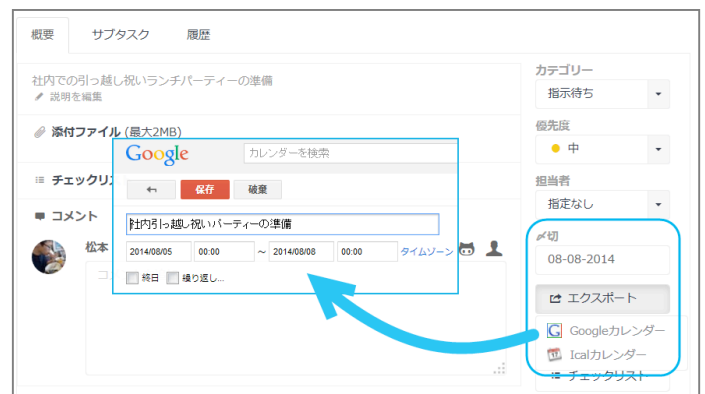 概要 サブタスク 履歴
社内での引っ越し祝いランチパーティーの準備
説明を編集
添付ファイル (最大2MB)
チェックリ
コメント
松本
コ
Google カレンダーを検索
保存 破棄
社内引っ越し祝いパーティーの準備
2014/08/05 00:00 ～ 2014/08/08 00:00 タイムゾーン
終日 繰り返し...
カテゴリー
指示待ち
優先度
中
担当者
指定なし
〆切
08-08-2014
エクスポート
Googleカレンダー
Icalカレンダー
チェックリスト